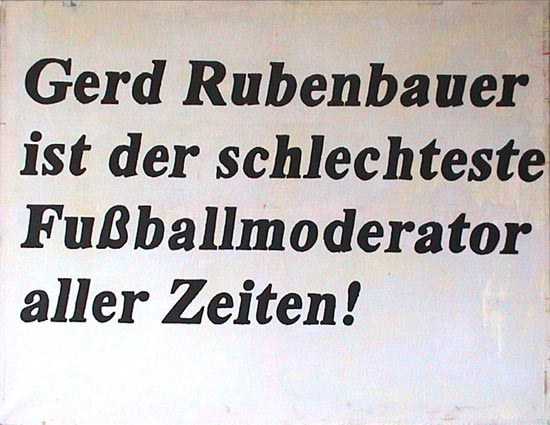 Gerd Rubenbauer
ist der schlechteste
Fußballmoderator
aller Zeiten!